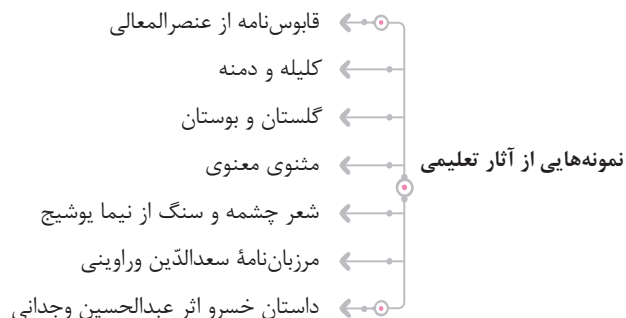 نمونه‌هایی از آثار تعلیمی
قابوس‌نامه از عنصرالمعالی
کلیله و دمنه
گلستان و بوستان
مثنوی معنوی
شعر چشمه و سنگ از نیما یوشیج
مرزبان‌نامهٔ سعدالدّین وراوینی
داستان خسرو اثر عبدالحسین وجدانی